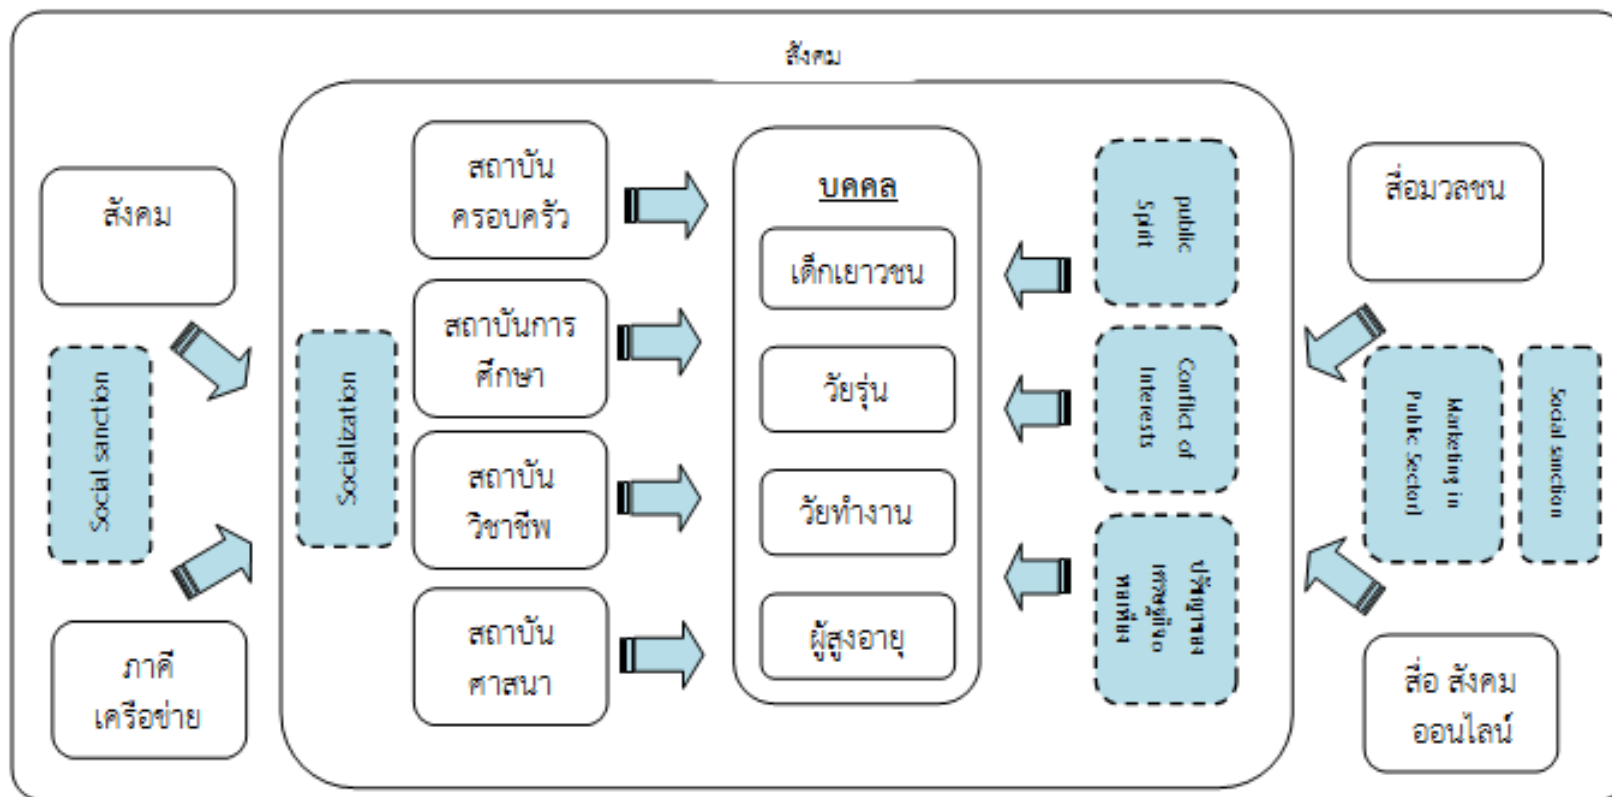 สังคม
สังคม
Social sanction
ภาคี
เครือข่าย
Socialization
สถาบัน
ครอบครัว
สถาบันการ
ศึกษา
สถาบัน
วิชาชีพ
สถาบัน
ศาสนา
บคคล
เด็กเยาวชน
วัยรุ่น
วัยทำงาน
ผู้สูงอายุ
public
Spirit
Conflict of
Interests
ปรัชญาของ
เศรษฐกิจ
พอเพียง
สื่อมวลชน
Marketing in
Public Sectorl
Social sanction
สื่อ สังคม
ออนไลน์